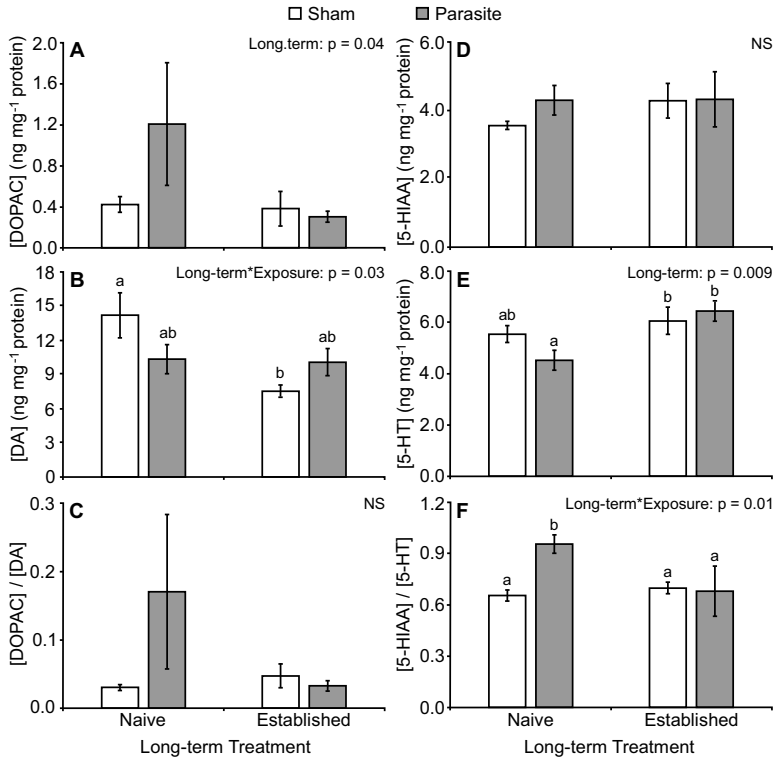 Sham Parasite
A
Long.term: p = 0.04
[DOPAC] (ng mg⁻¹ protein)
2.0
1.6
1.2
0.8
0.4
0.0
D
NS
[5-HIAA] (ng mg⁻¹ protein)
6.0
4.0
2.0
0.0
B
Long-term*Exposure: p = 0.03
[DA] (ng mg⁻¹ protein)
18
15
12
9
6
3
0
a
ab
b
ab
E
Long-term: p = 0.009
[5-HT] (ng mg⁻¹ protein)
8.0
6.0
4.0
2.0
0.0
ab
a
b
b
C
NS
[DOPAC] / [DA]
0.3
0.2
0.1
0.0
Naive Established
Long-term Treatment
F
Long-term*Exposure: p = 0.01
[5-HIAA] / [5-HT]
1.2
0.9
0.6
0.3
0.0
a
b
a
a
Naive Established
Long-term Treatment